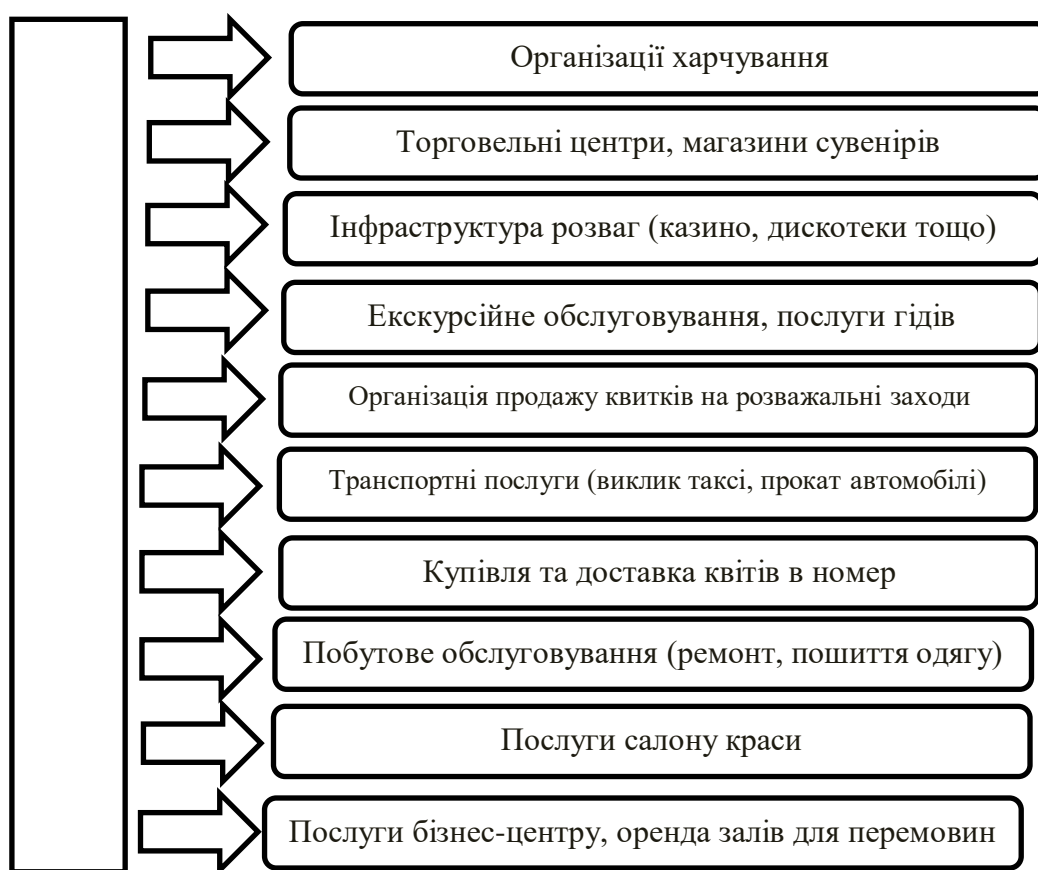 Організації харчування
Торговельні центри, магазини сувенірів
Інфраструктура розваг (казино, дискотеки тощо)
Екскурсійне обслуговування, послуги гідів
Організація продажу квитків на розважальні заходи
Транспортні послуги (виклик таксі, прокат автомобілі)
Купівля та доставка квітів в номер
Побутове обслуговування (ремонт, пошиття одягу)
Послуги салону краси
Послуги бізнес-центру, оренда залів для перемовин